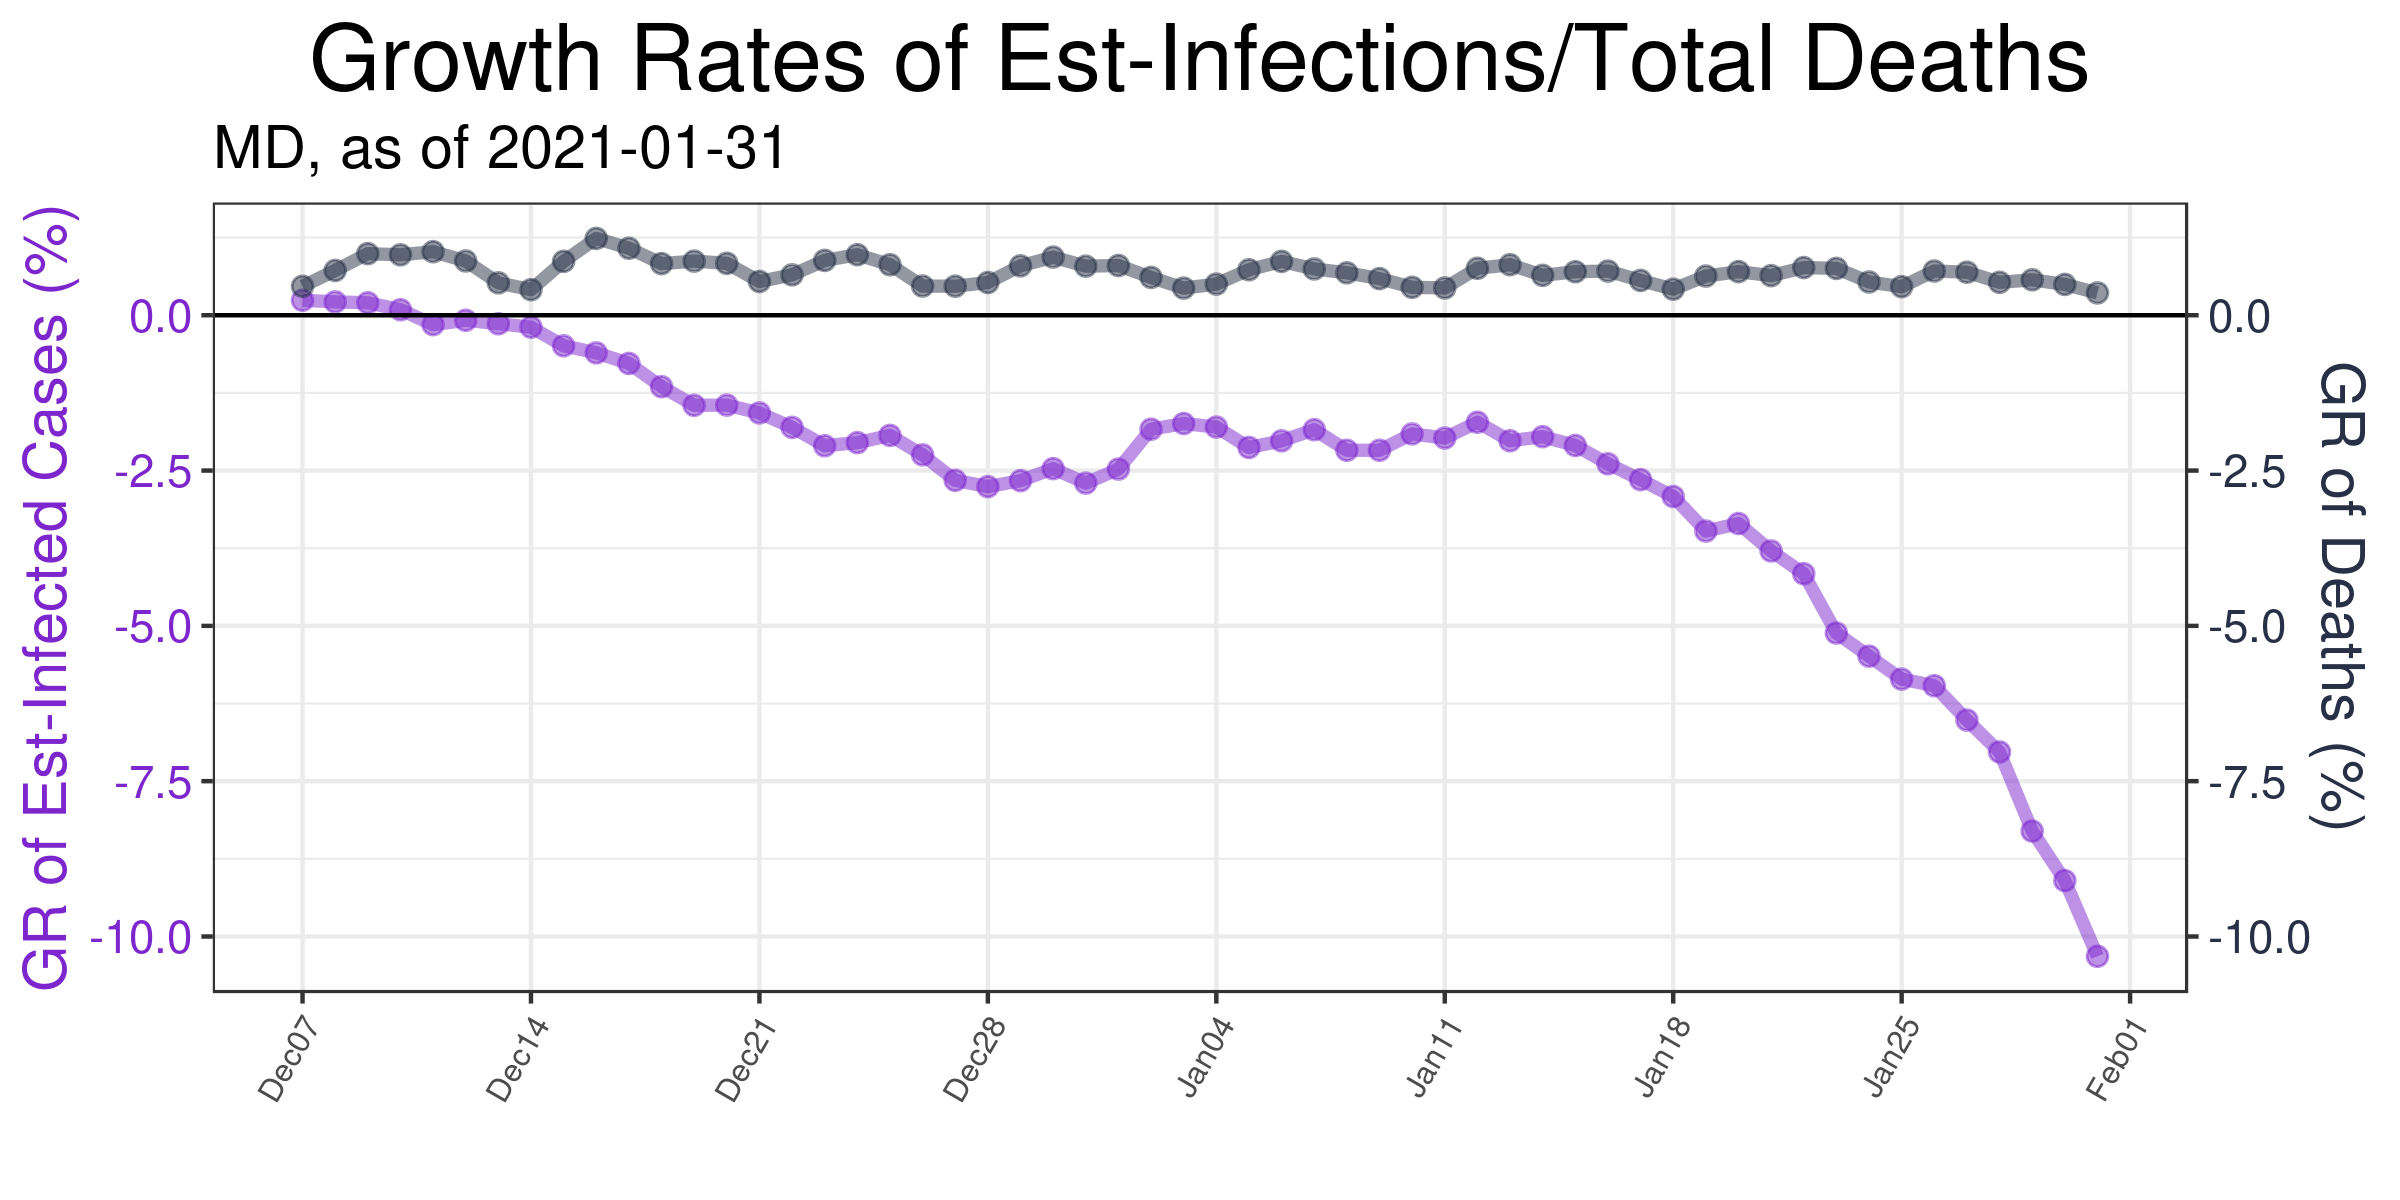 Growth Rates of Est-Infections/Total Deaths
MD, as of 2021-01-31
GR of Est-Infected Cases (%)
0.0
-2.5
-5.0
-7.5
-10.0
0.0
-2.5
-5.0
-7.5
-10.0
GR of Deaths (%)
Dec07
Dec14
Dec21
Dec28
Jan04
Jan11
Jan18
Jan25
Feb01